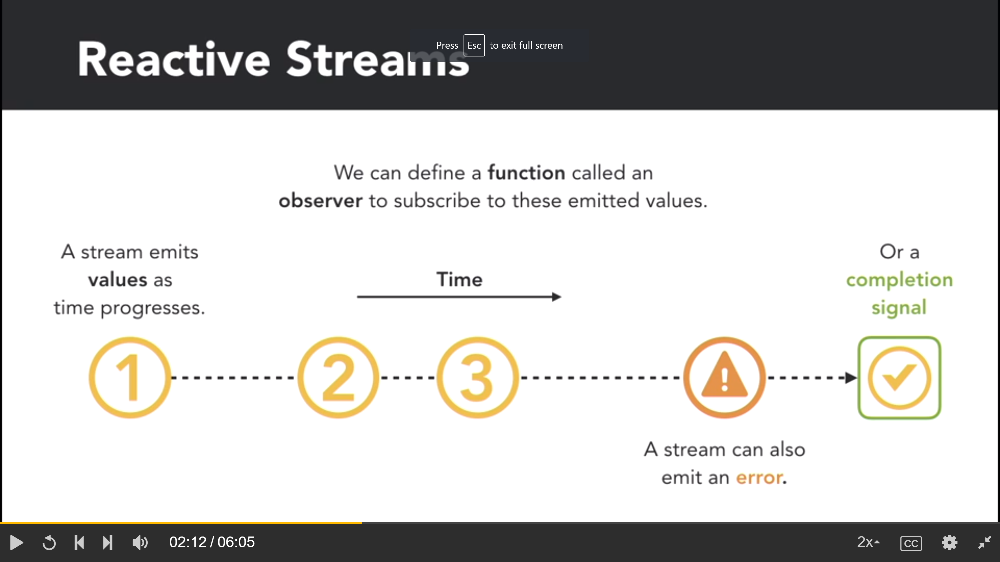 Reactive Streams
Press Esc to exit full screen
We can define a function called an
observer to subscribe to these emitted values.
A stream emits
values as
time progresses.
Time
Or a
completion
signal
1
2
3
A stream can also
emit an error.
02:12 / 06:05
2x
CC